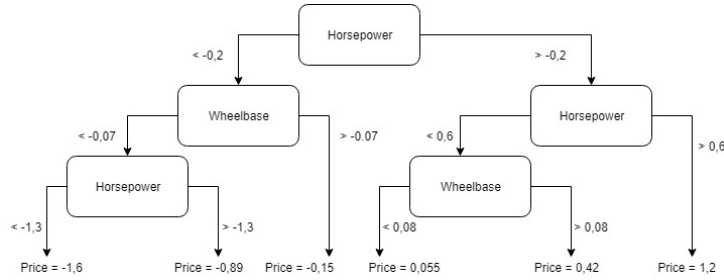 Horsepower
< -0,2
> -0,2
Wheelbase
Horsepower
< -0,07
> -0.07
< 0,6
> 0,6
Horsepower
Wheelbase
< -1,3
> -1,3
< 0,08
> 0,08
Price = -1,6
Price = -0,89
Price = -0,15
Price = 0,055
Price = 0,42
Price = 1,2